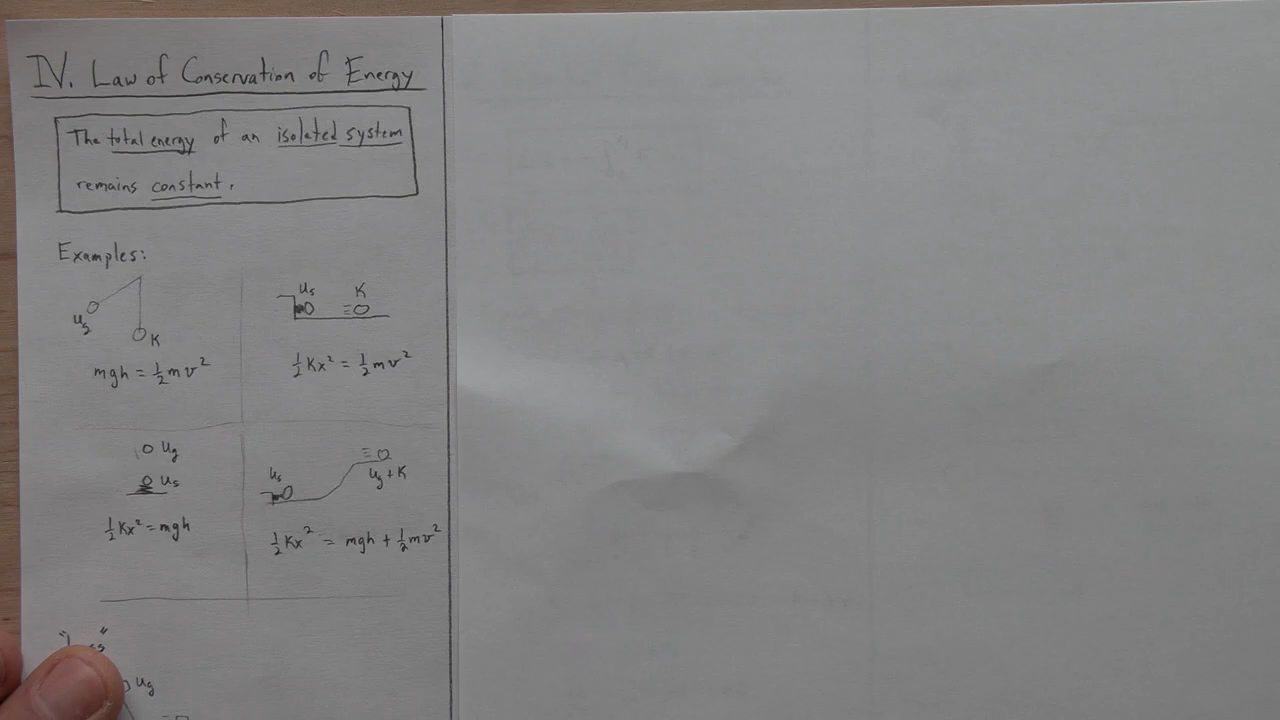 IV. Law of Conservation of Energy
The total energy of an isolated system
remains constant.
Examples:
Ug
K
mgh = ½mv²
Us K
½Kx² = ½mv²
Ug
Us
½Kx² = mgh
Us
Ug + K
½Kx² = mgh + ½mv²
Ug